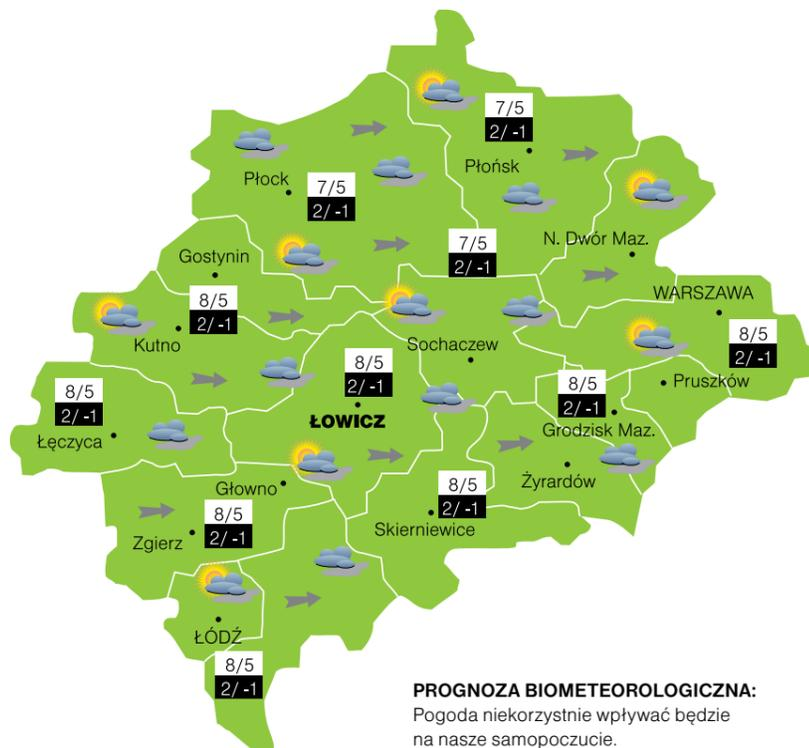 7/5
2/ -1
Płońsk
Płock
7/5
2/ -1
N. Dwór Maz.
7/5
2/ -1
Gostynin
WARSZAWA
8/5
2/ -1
Kutno
8/5
2/ -1
Sochaczew
8/5
2/ -1
ŁOWICZ
Pruszków
8/5
2/ -1
Grodzisk Maz.
8/5
2/ -1
Łęczyca
Głowno
Żyrardów
8/5
2/ -1
Skierniewice
8/5
2/ -1
Zgierz
ŁÓDŹ
8/5
2/ -1
PROGNOZA BIOMETEOROLOGICZNA:
Pogoda niekorzystnie wpływać będzie
na nasze samopoczucie.